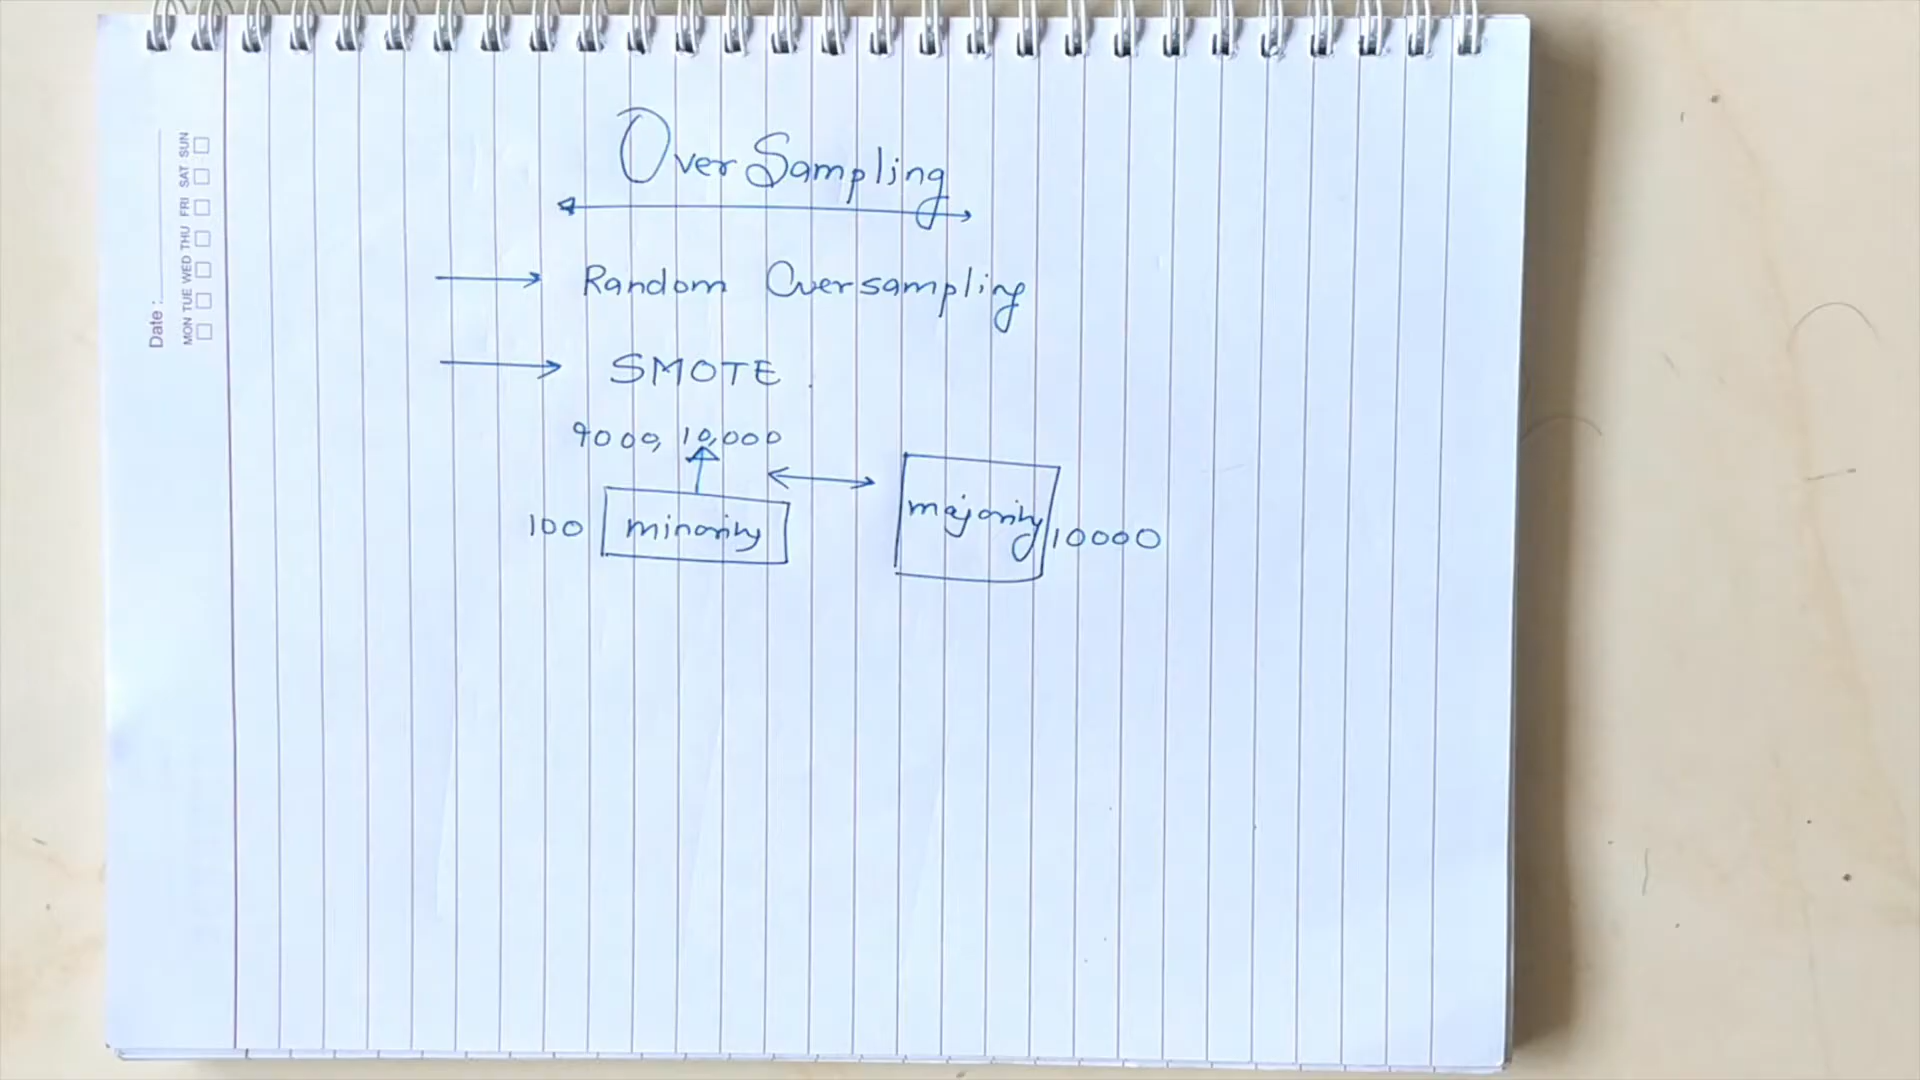 Over Sampling
Random Oversampling
SMOTE.
9000, 10,000
100 minority
majority 10000
Date :
MON TUE WED THU FRI SAT SUN